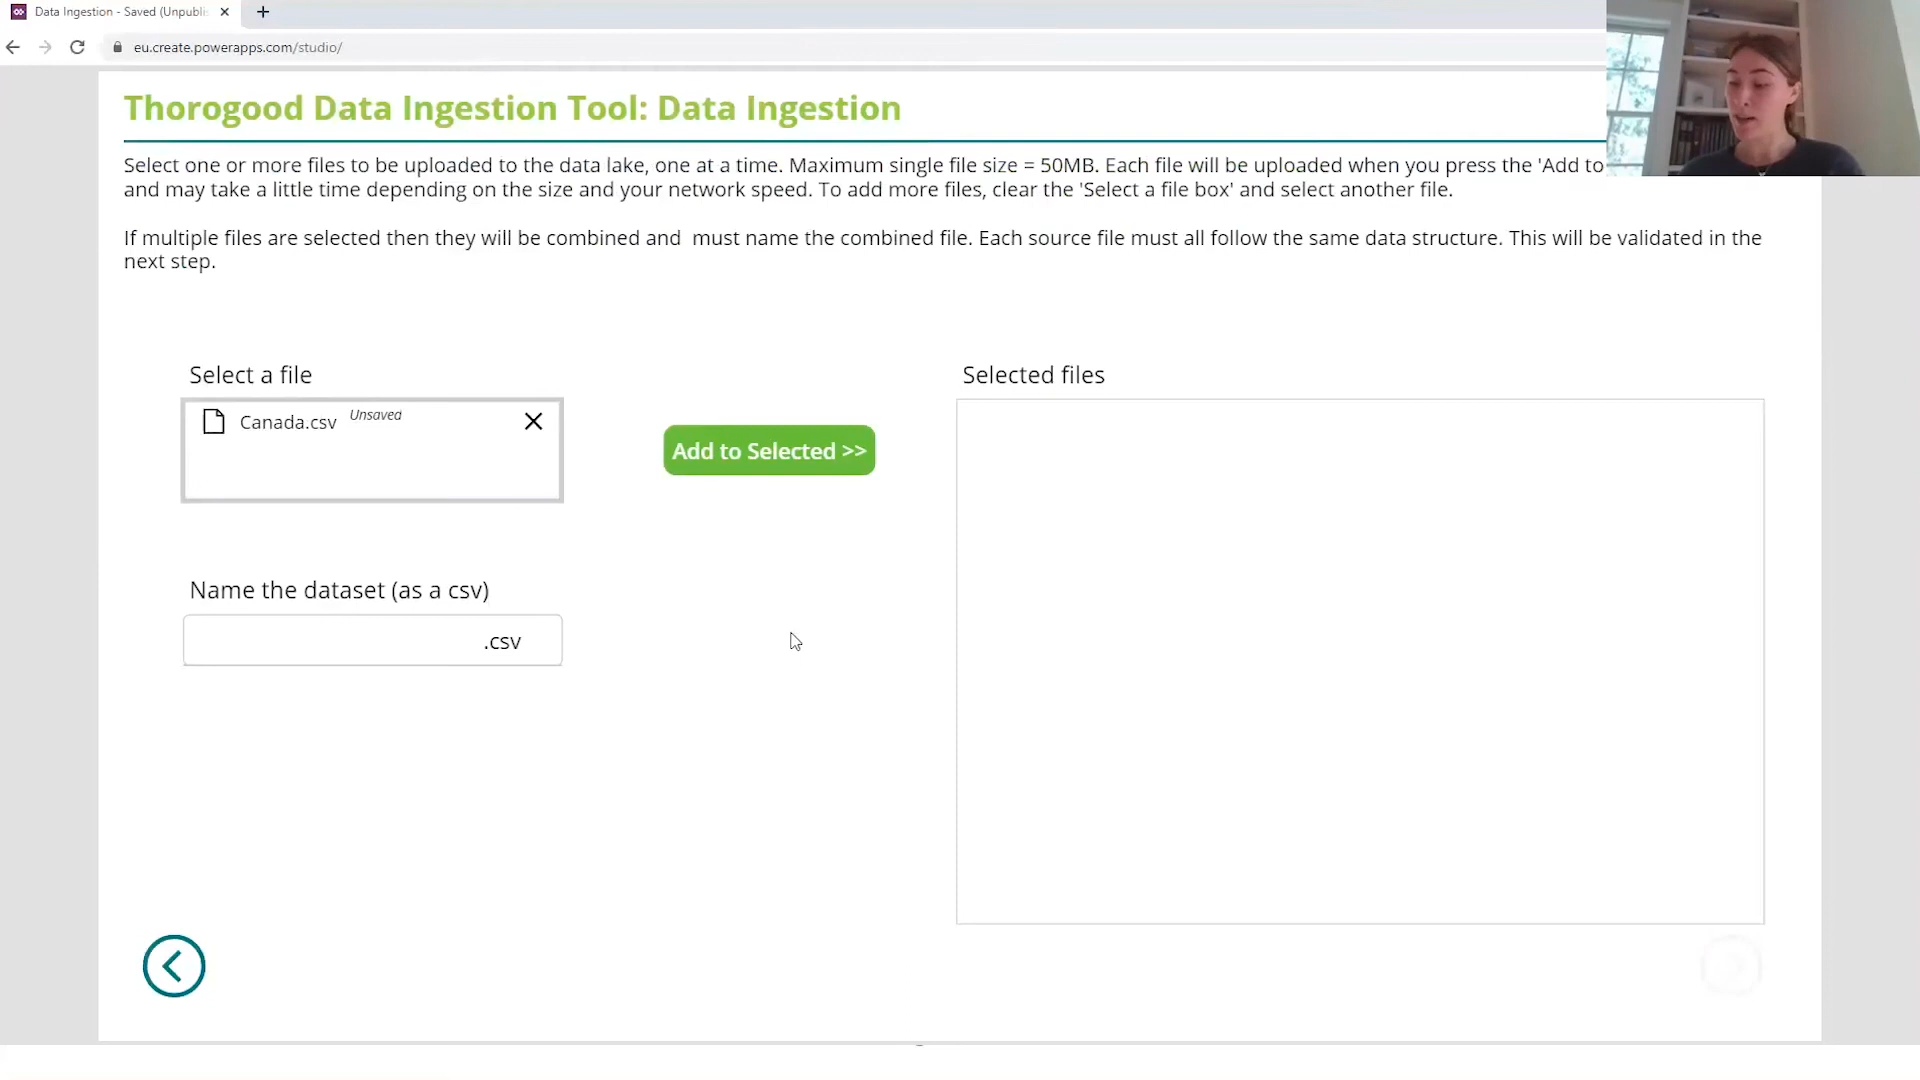 Data Ingestion - Saved (Unpubli
eu.create.powerapps.com/studio/
Thorogood Data Ingestion Tool: Data Ingestion
Select one or more files to be uploaded to the data lake, one at a time. Maximum single file size = 50MB. Each file will be uploaded when you press the 'Add to
and may take a little time depending on the size and your network speed. To add more files, clear the 'Select a file box' and select another file.
If multiple files are selected then they will be combined and  must name the combined file. Each source file must all follow the same data structure. This will be validated in the
next step.
Select a file
Selected files
Canada.csv Unsaved
Add to Selected >>
Name the dataset (as a csv)
.csv